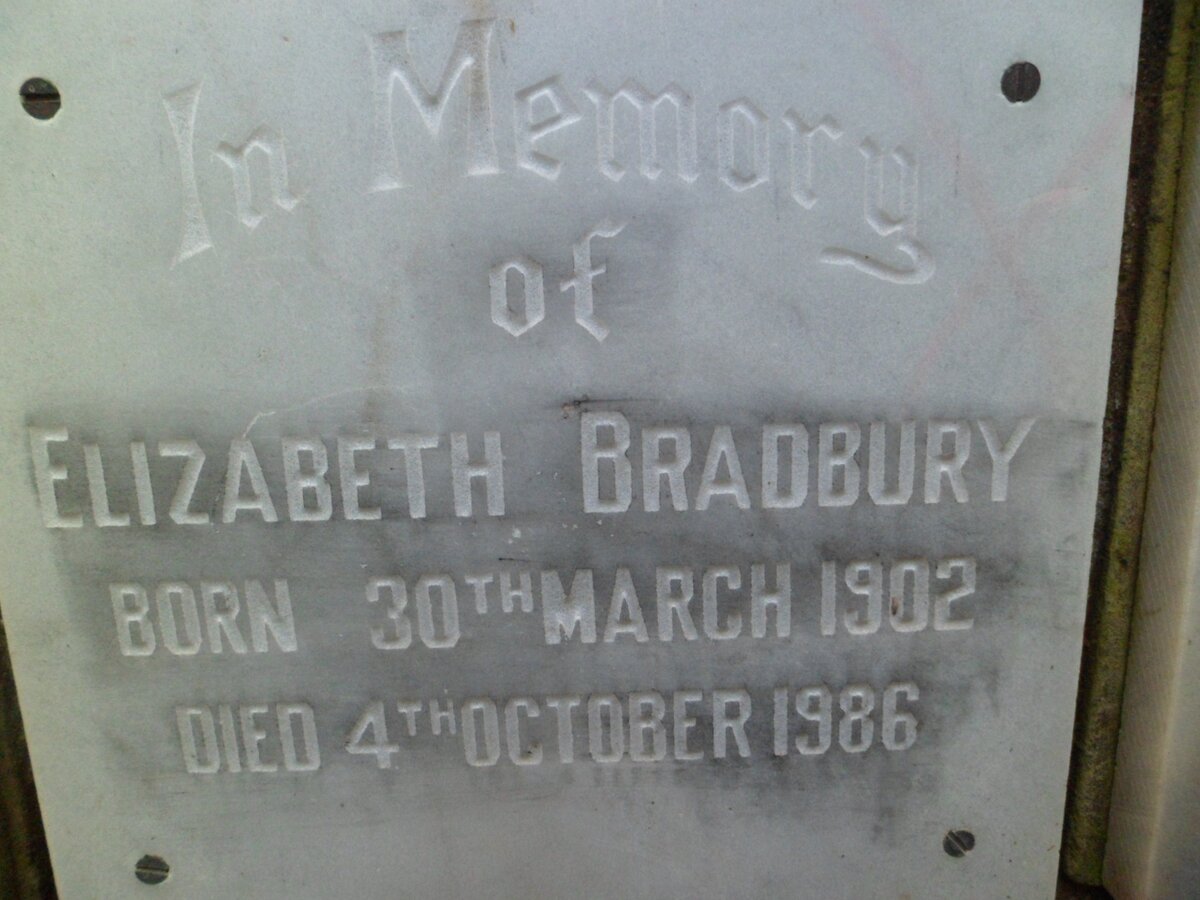 In Memory
of
ELIZABETH BRADBURY
BORN 30TH MARCH 1902
DIED 4TH OCTOBER 1986